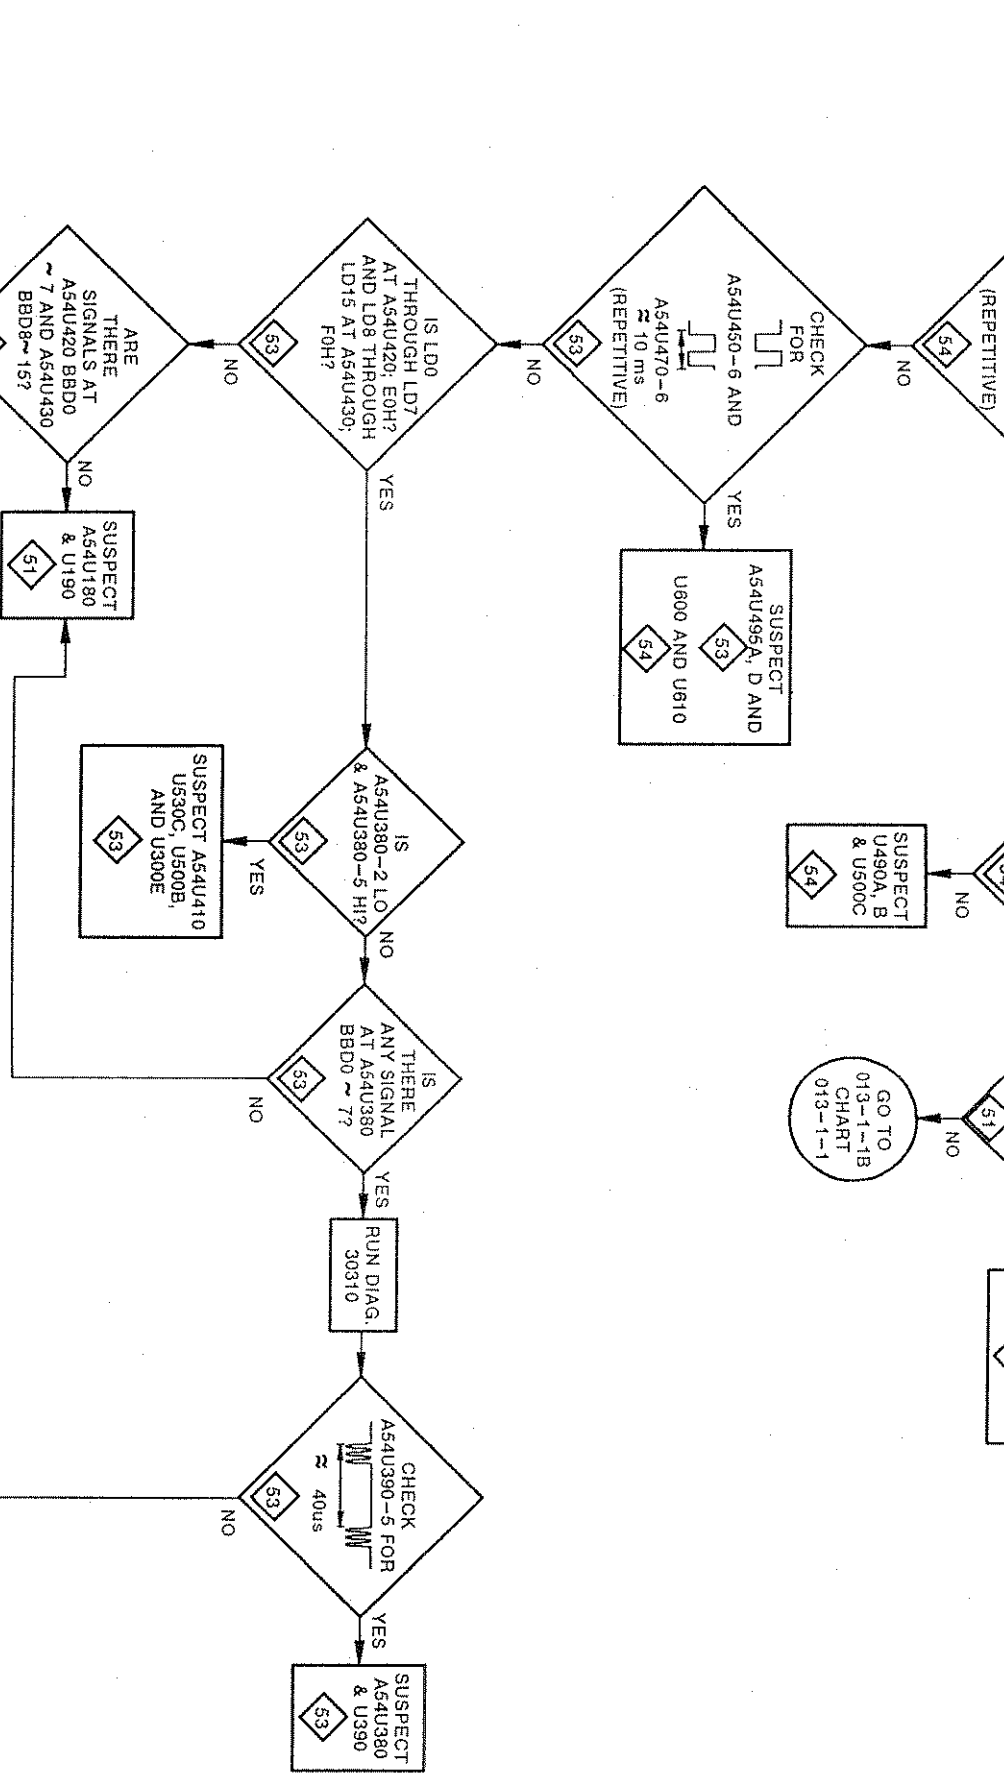 (REPETITIVE)
54
NO
CHECK
FOR
A54U450-6 AND
A54U470-6
≈ 10 ms
(REPETITIVE)
53
YES
SUSPECT
A54U495A, D AND
53
U600 AND U610
54
NO
SUSPECT
U490A, B
& U500C
54
NO
51
NO
GO TO
013-1-1B
CHART
013-1-1
IS LD0
THROUGH LD7
AT A54U420; E0H?
AND LD8 THROUGH
LD15 AT A54U430;
F0H?
53
NO
YES
IS
A54U380-2 LO
& A54U380-5 HI?
53
YES
SUSPECT A54U410
U530C, U500B,
AND U300E
53
NO
IS
THERE
ANY SIGNAL
AT A54U380
BBD0 ~ 7?
53
NO
YES
RUN DIAG.
30310
CHECK
A54U390-5 FOR
≈ 40us
53
NO
YES
SUSPECT
A54U380
& U390
53
ARE
THERE
SIGNALS AT
A54U420 BBD0
~ 7 AND A54U430
BBD8~ 15?
NO
SUSPECT
A54U180
& U190
51